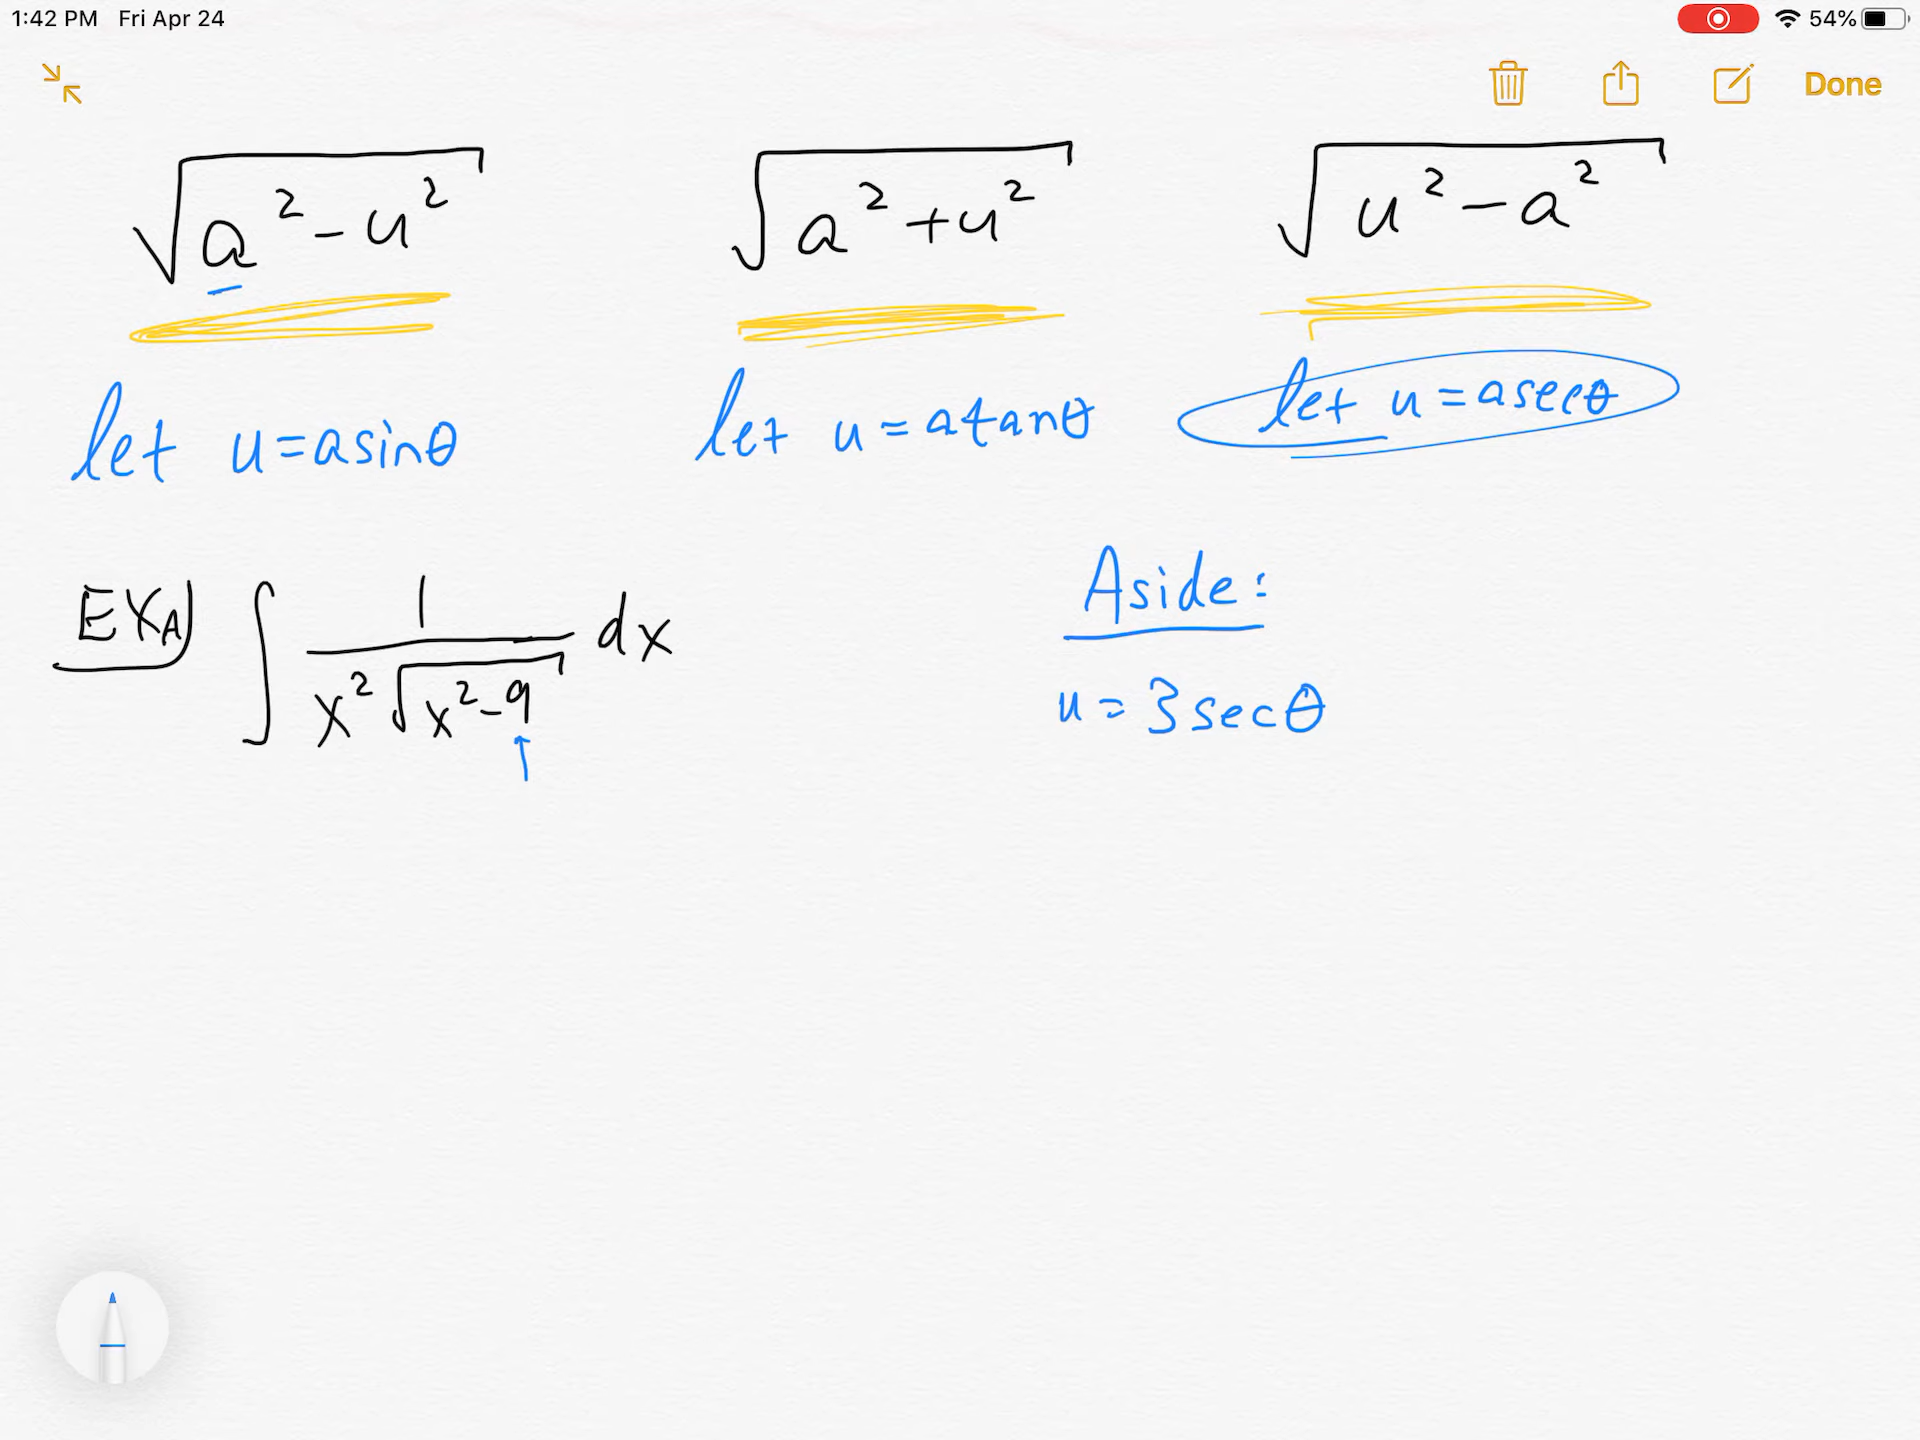 1:42 PM Fri Apr 24 54%
Done
√(a² - u²) √(a² + u²) √(u² - a²)
let u = a sinθ let u = a tanθ let u = a secθ
EX A) ∫ 1/(x² √(x² - 9)) dx
Aside:
u = 3 secθ